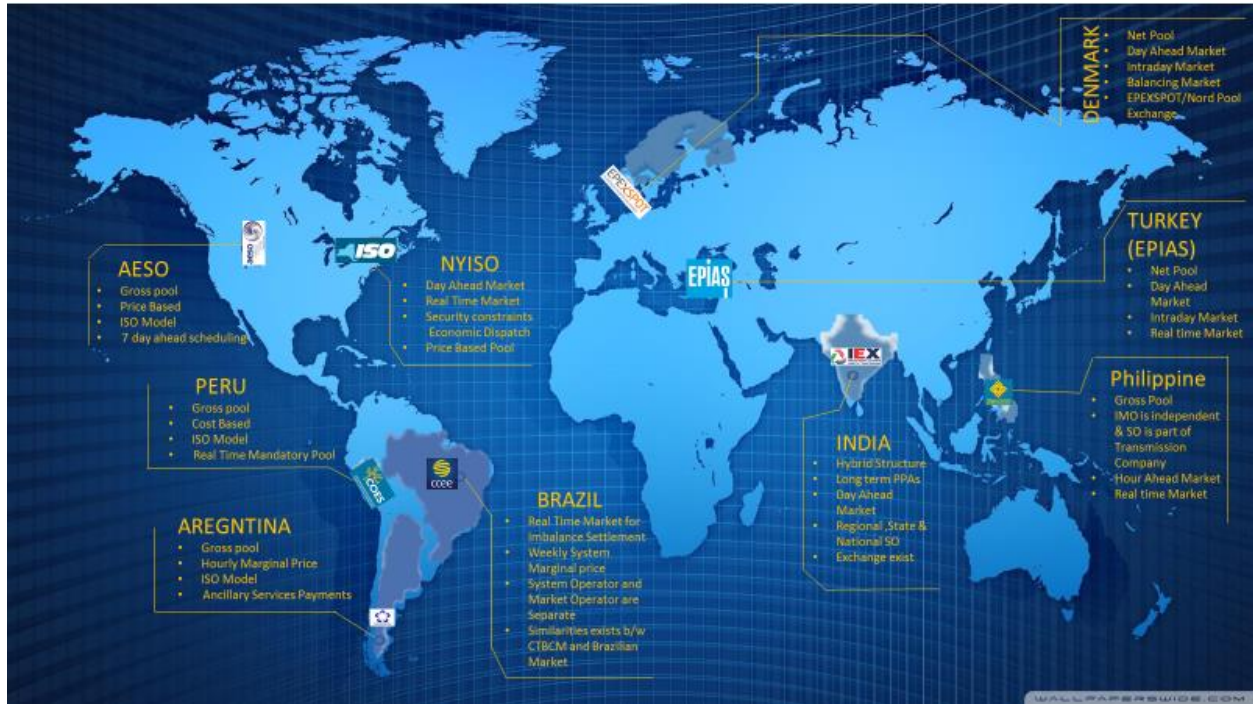 DENMARK
• Net Pool
• Day Ahead Market
• Intraday Market
• Balancing Market
• EPEXSPOT/Nord Pool
Exchange
EPEXSPOT
aeso
ISO
EPİAŞ
TURKEY
(EPIAS)
• Net Pool
• Day Ahead
Market
• Intraday Market
• Real time Market
AESO
• Gross pool
• Price Based
• ISO Model
• 7 day ahead scheduling
NYISO
• Day Ahead Market
• Real Time Market
• Security constraints
Economic Dispatch
• Price Based Pool
IEX
PERU
• Gross pool
• Cost Based
• ISO Model
• Real Time Mandatory Pool
COES
ccee
Philippine
• Gross Pool
• IMO is independent
& SO is part of
Transmission
Company
• Hour Ahead Market
• Real time Market
INDIA
• Hybrid Structure
• Long term PPAs
• Day Ahead
Market
• Regional ,State &
National SO
• Exchange exist
BRAZIL
• Real Time Market for
Imbalance Settlement
• Weekly System
Marginal price
• System Operator and
Market Operator are
Separate
• Similarities exists b/w
CTBCM and Brazilian
Market
AREGNTINA
• Gross pool
• Hourly Marginal Price
• ISO Model
• Ancillary Services Payments
WALLPAPERSWIDE.COM